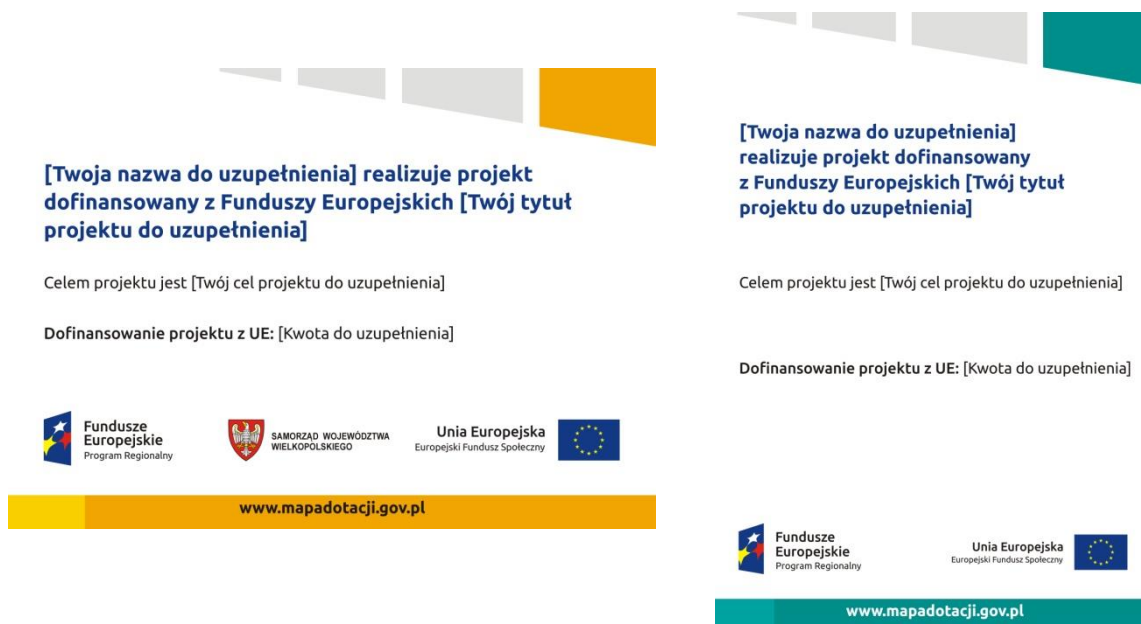 [Twoja nazwa do uzupełnienia] realizuje projekt
dofinansowany z Funduszy Europejskich [Twój tytuł
projektu do uzupełnienia]
Celem projektu jest [Twój cel projektu do uzupełnienia]
Dofinansowanie projektu z UE: [Kwota do uzupełnienia]
Fundusze
Europejskie
Program Regionalny
SAMORZĄD WOJEWÓDZTWA
WIELKOPOLSKIEGO
Unia Europejska
Europejski Fundusz Społeczny
www.mapadotacji.gov.pl
[Twoja nazwa do uzupełnienia]
realizuje projekt dofinansowany
z Funduszy Europejskich [Twój tytuł
projektu do uzupełnienia]
Celem projektu jest [Twój cel projektu do uzupełnienia]
Dofinansowanie projektu z UE: [Kwota do uzupełnienia]
Fundusze
Europejskie
Program Regionalny
Unia Europejska
Europejski Fundusz Społeczny
www.mapadotacji.gov.pl